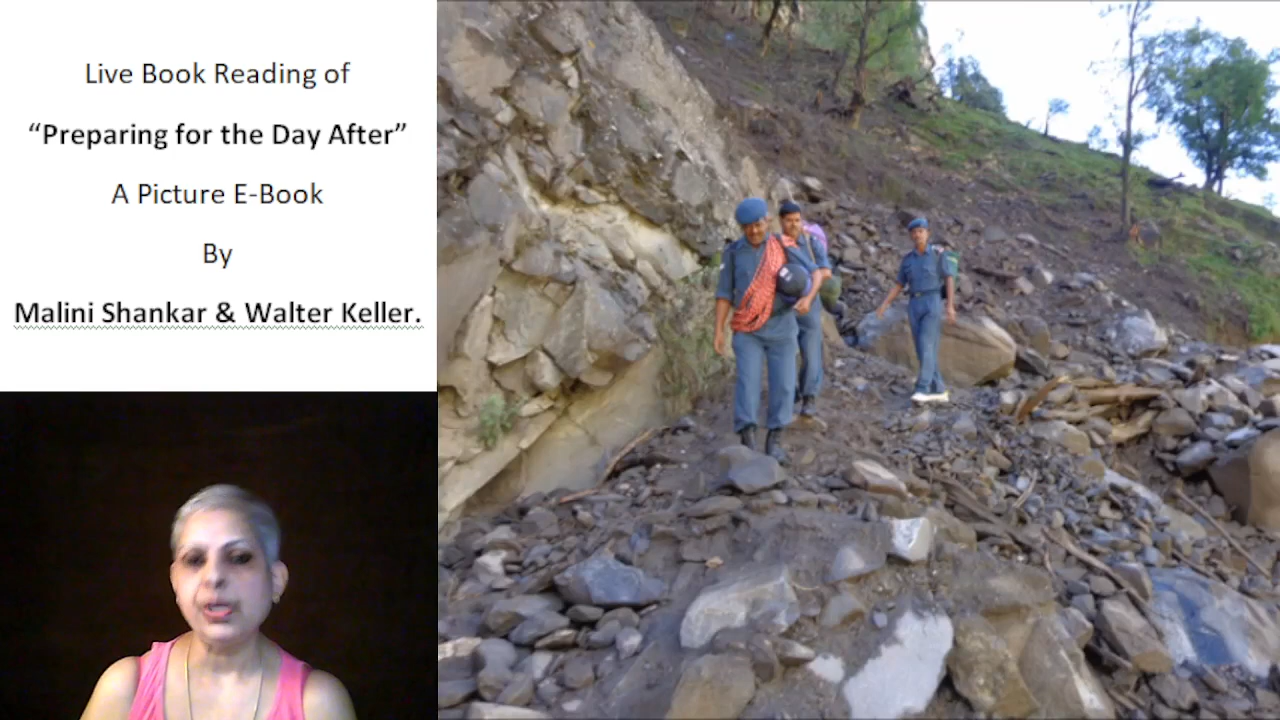 Live Book Reading of
“Preparing for the Day After”
A Picture E-Book
By
Malini Shankar & Walter Keller.